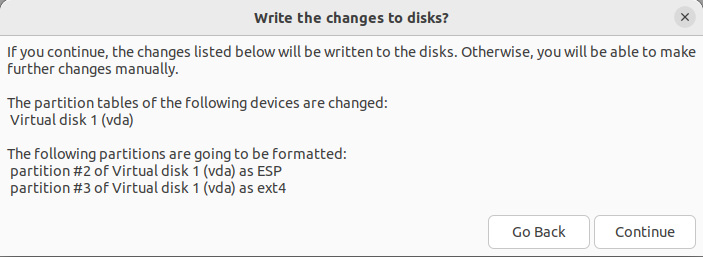 Write the changes to disks?
If you continue, the changes listed below will be written to the disks. Otherwise, you will be able to make
further changes manually.
The partition tables of the following devices are changed:
Virtual disk 1 (vda)
The following partitions are going to be formatted:
partition #2 of Virtual disk 1 (vda) as ESP
partition #3 of Virtual disk 1 (vda) as ext4
Go Back
Continue